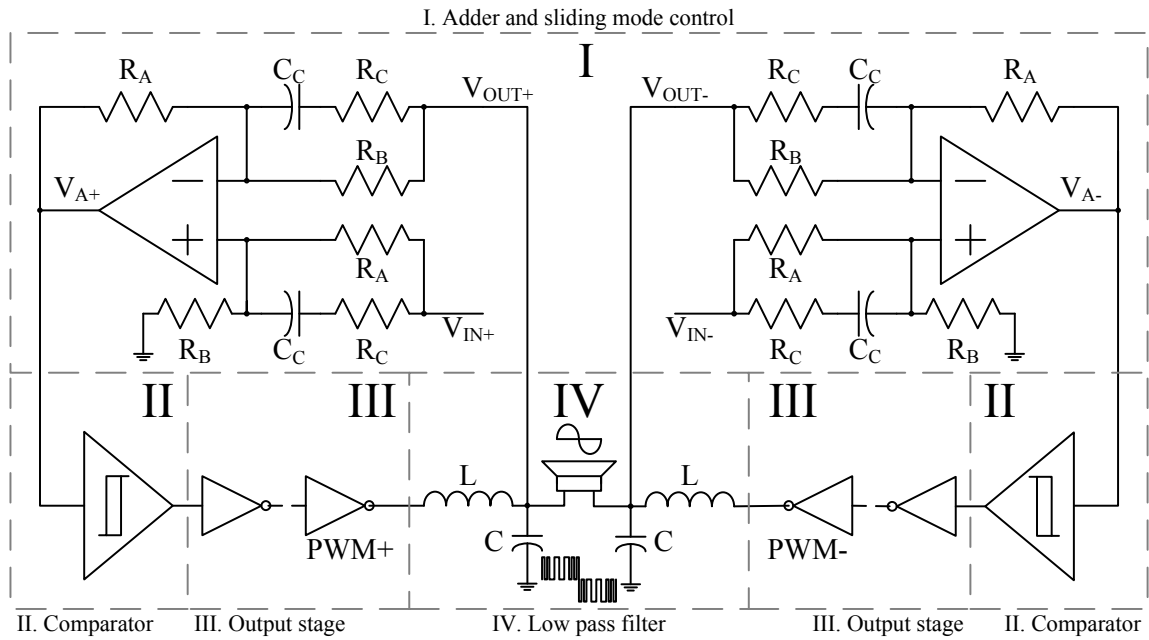 I. Adder and sliding mode control
I
R_A C_C R_C V_OUT+ V_OUT- R_C C_C R_A
R_B R_B
V_A+ − − V_A-
+ +
R_A R_A
R_B C_C R_C V_IN+ V_IN- R_C C_C R_B
II III IV III II
L L
C C
PWM+ PWM-
II. Comparator III. Output stage IV. Low pass filter III. Output stage II. Comparator